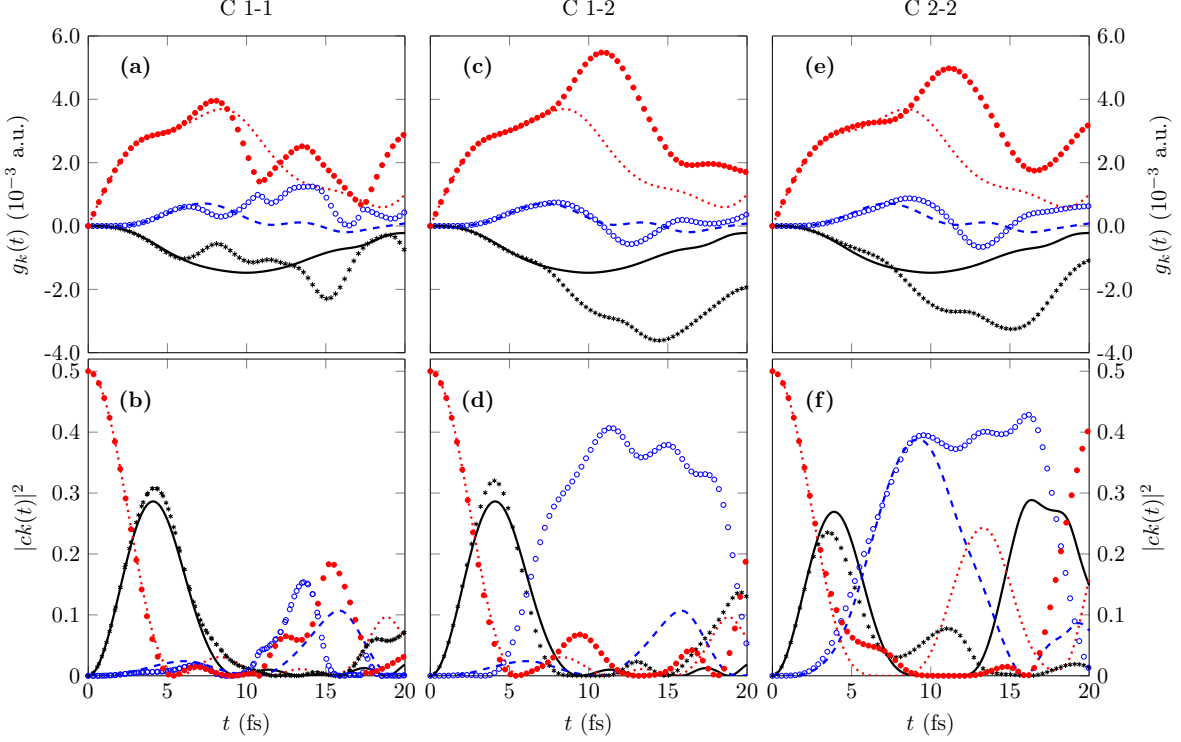 C 1-1 C 1-2 C 2-2
6.0 6.0
(a) (c) (e)
4.0 4.0
2.0 2.0
0.0 0.0
-2.0 -2.0
-4.0 -4.0
g_k(t) (10^{-3} a.u.) g_k(t) (10^{-3} a.u.)
0.5 0.5
(b) (d) (f)
0.4 0.4
0.3 0.3
0.2 0.2
0.1 0.1
0 0
|ck(t)|^2 |ck(t)|^2
0 5 10 15 20 0 5 10 15 20 5 10 15 20
t (fs) t (fs) t (fs)